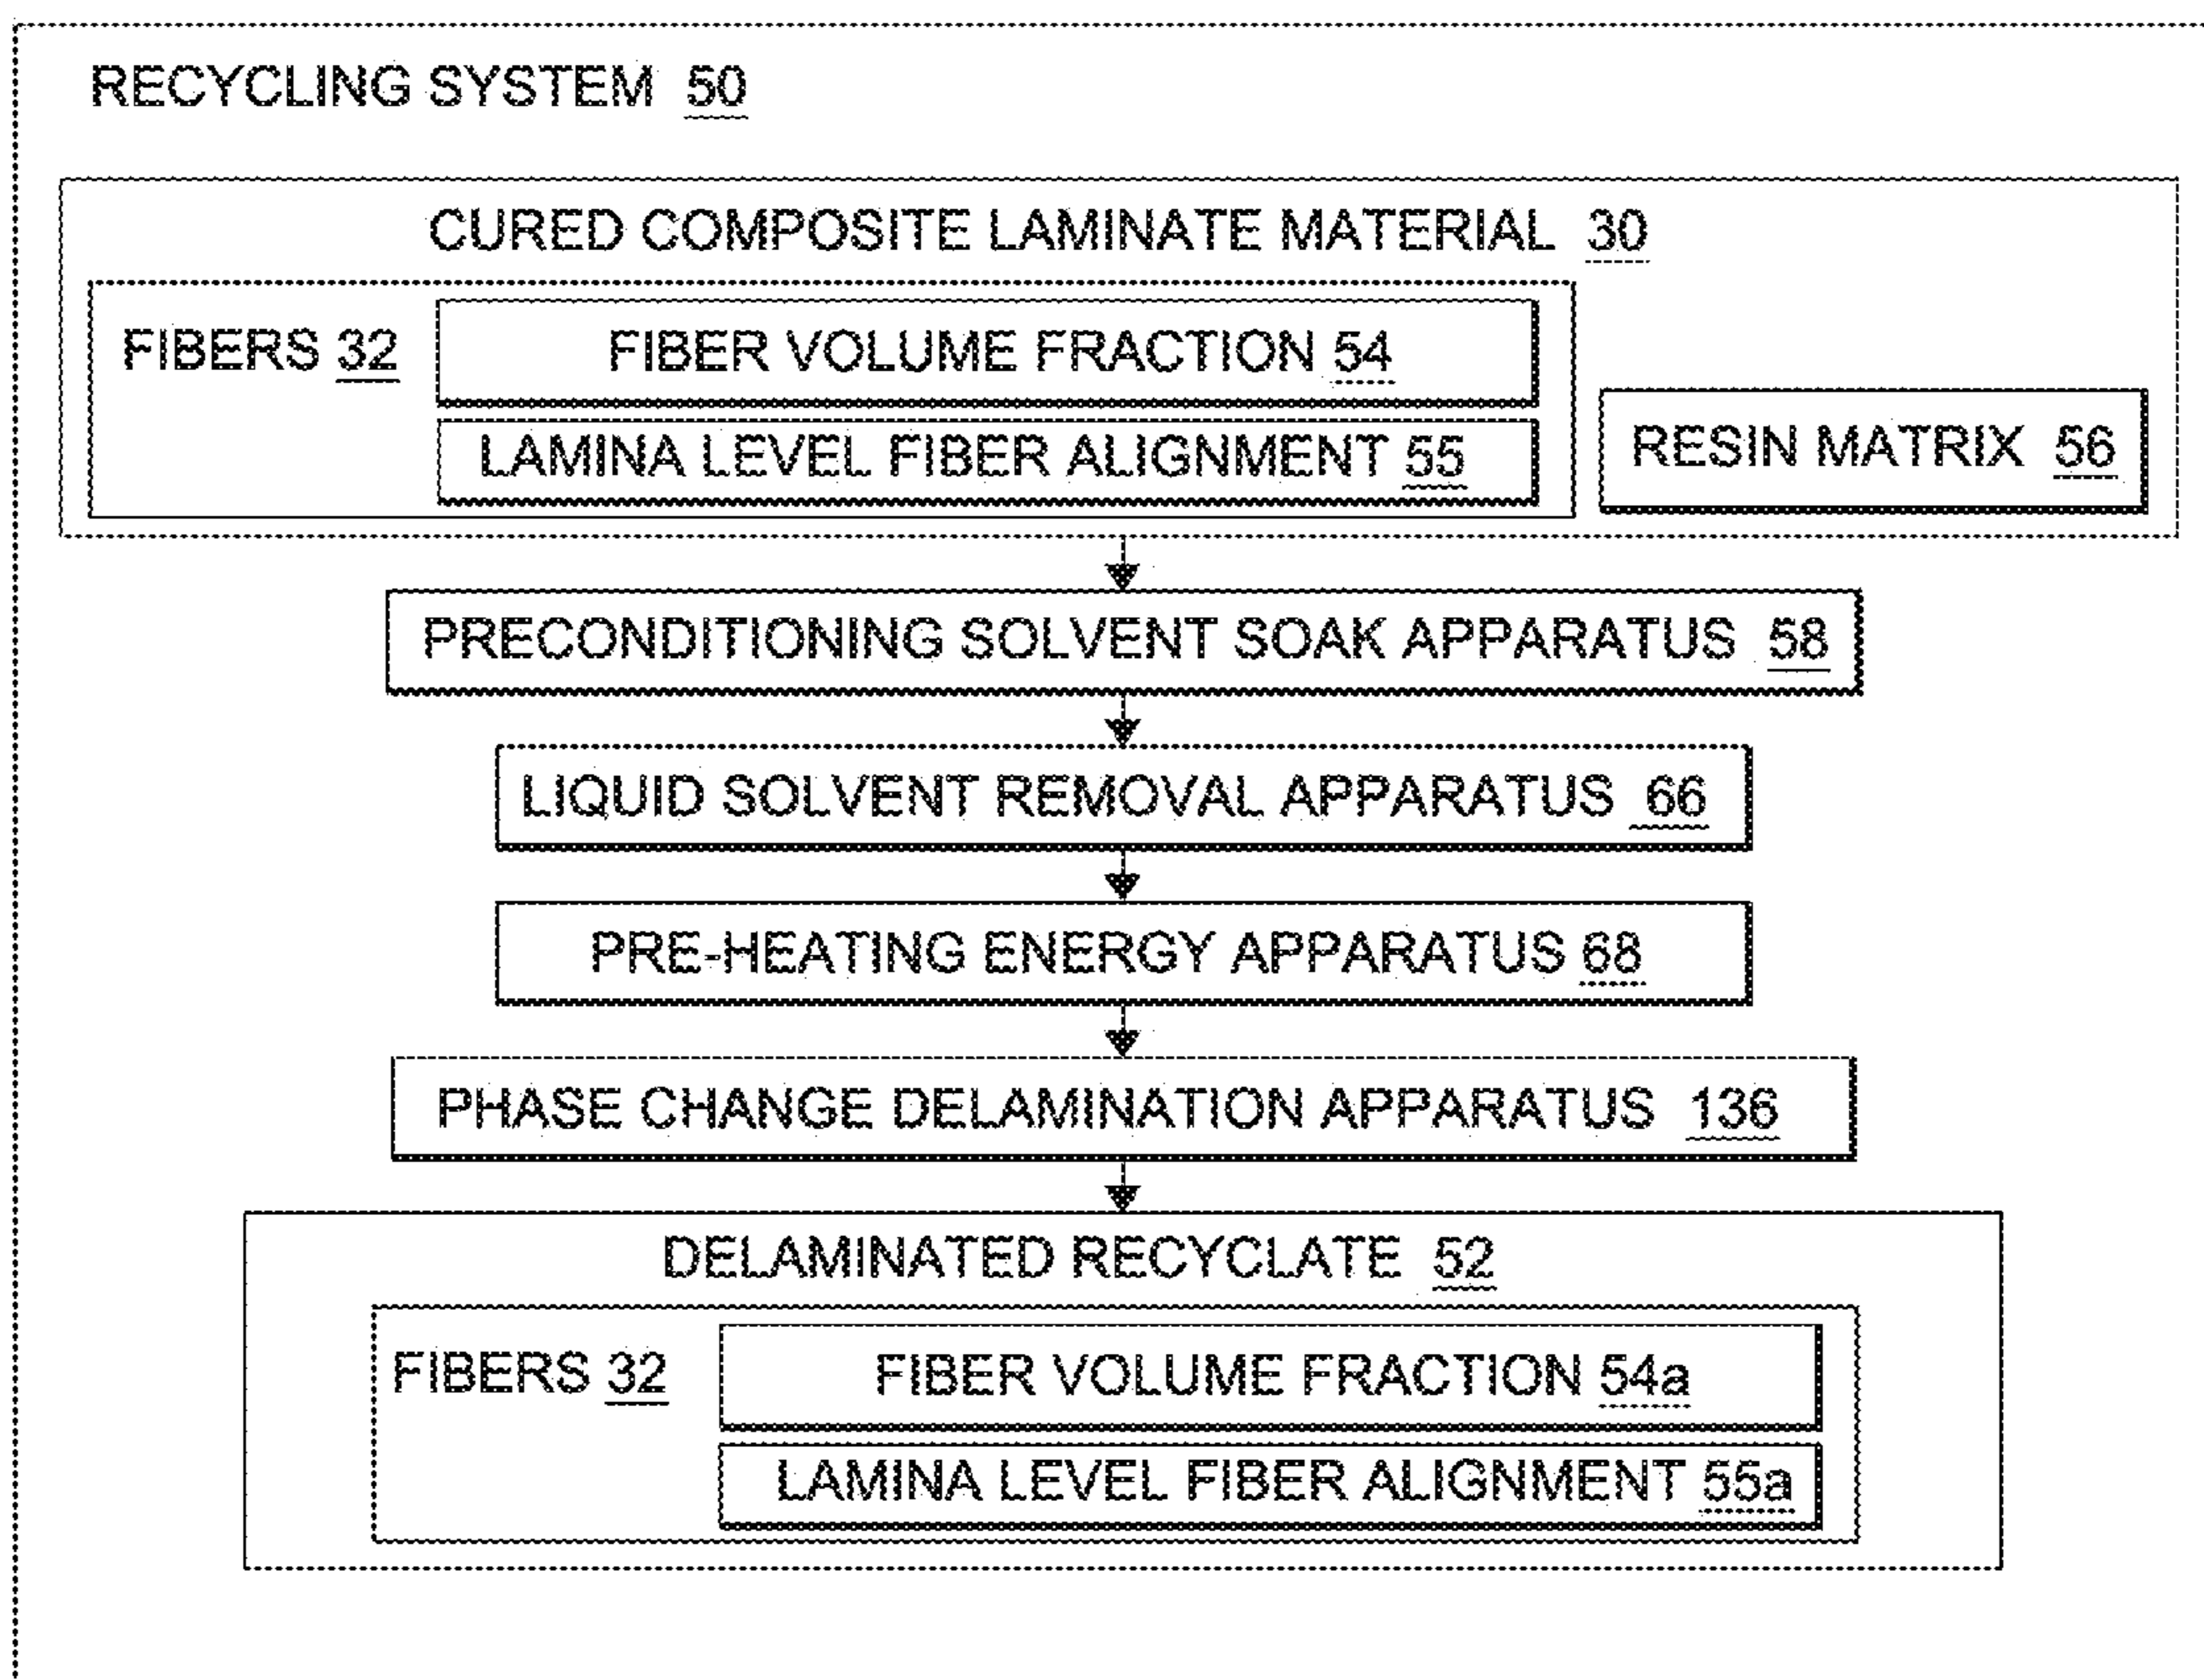 RECYCLING SYSTEM 50
CURED COMPOSITE LAMINATE MATERIAL 30
FIBERS 32
FIBER VOLUME FRACTION 54
LAMINA LEVEL FIBER ALIGNMENT 55
RESIN MATRIX 56
PRECONDITIONING SOLVENT SOAK APPARATUS 58
LIQUID SOLVENT REMOVAL APPARATUS 66
PRE-HEATING ENERGY APPARATUS 68
PHASE CHANGE DELAMINATION APPARATUS 136
DELAMINATED RECYCLATE 52
FIBERS 32
FIBER VOLUME FRACTION 54a
LAMINA LEVEL FIBER ALIGNMENT 55a